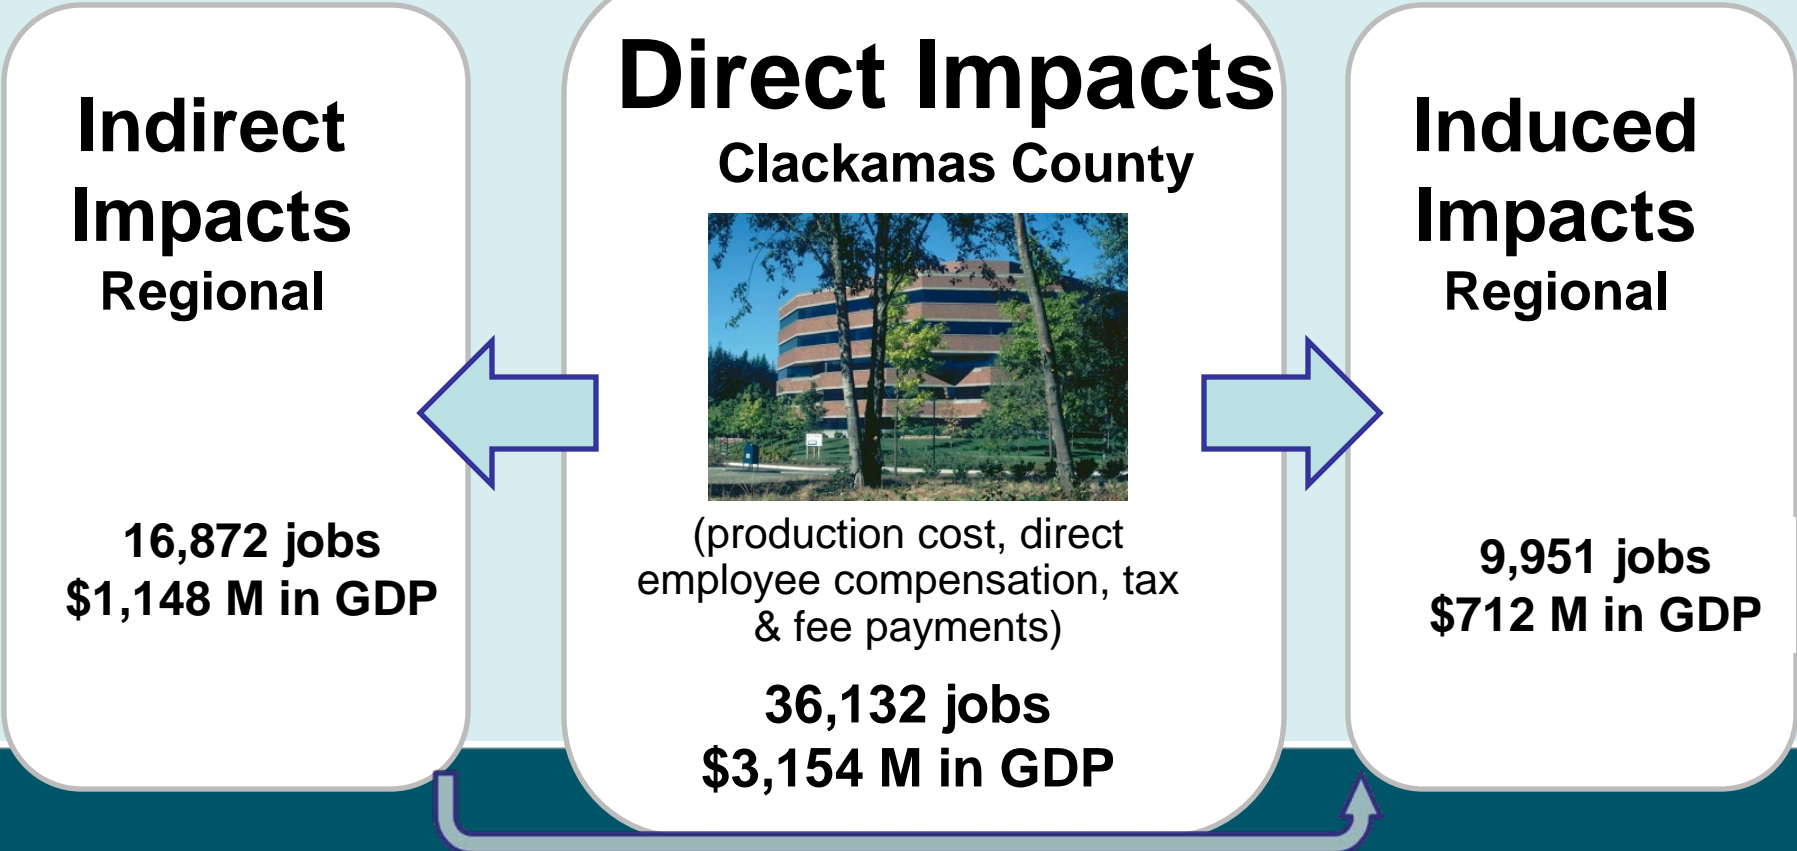 Indirect
Impacts
Regional
16,872 jobs
$1,148 M in GDP
Direct Impacts
Clackamas County
(production cost, direct
employee compensation, tax
& fee payments)
36,132 jobs
$3,154 M in GDP
Induced
Impacts
Regional
9,951 jobs
$712 M in GDP